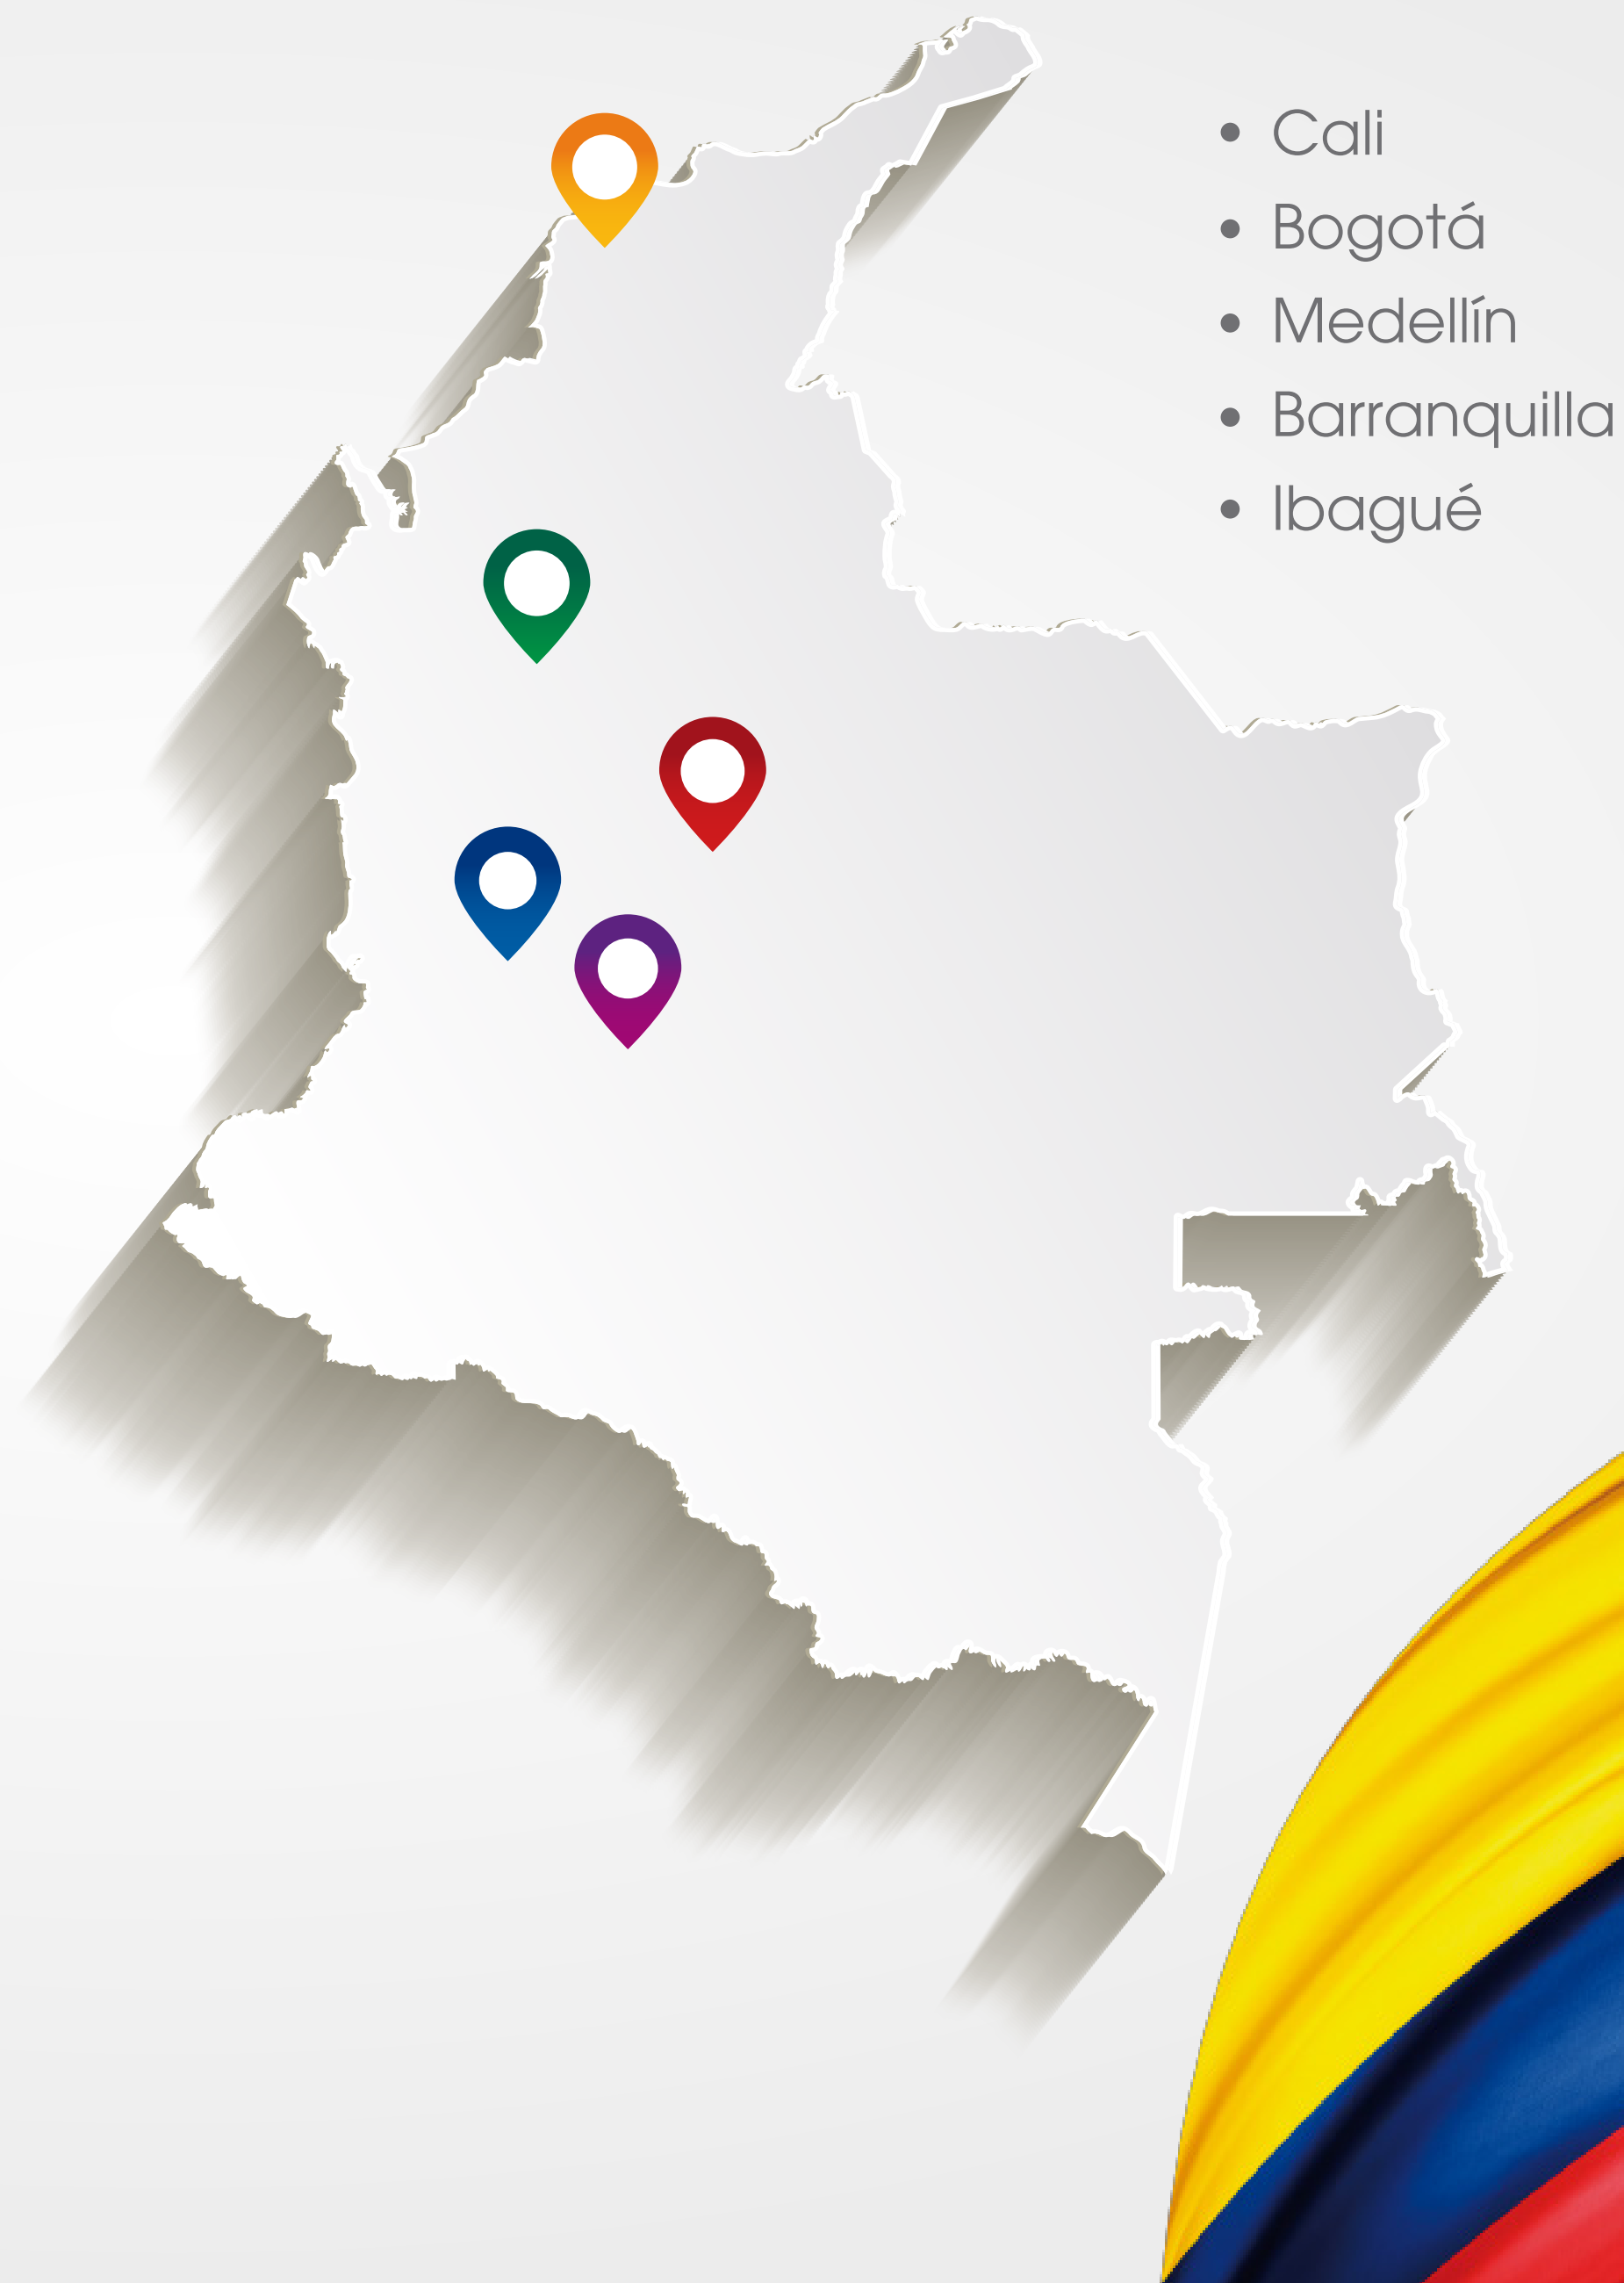 • Cali
• Bogotá
• Medellín
• Barranquilla
• Ibagué